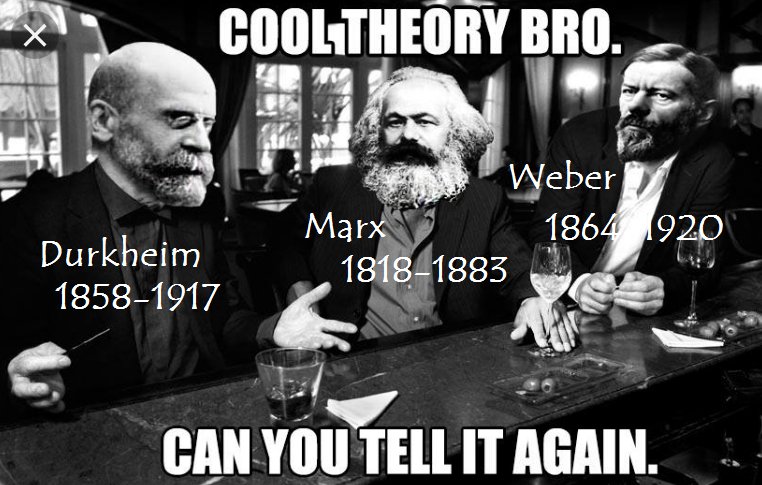 COOL THEORY BRO.
Weber
1864-1920
Marx
1818-1883
Durkheim
1858-1917
CAN YOU TELL IT AGAIN.